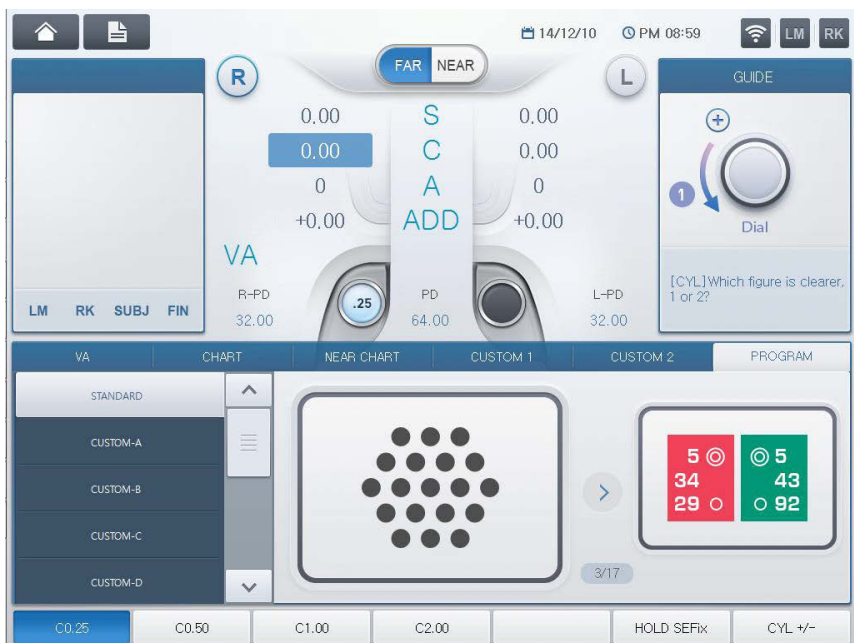 14/12/10 PM 08:59 LM RK
R FAR NEAR L GUIDE
0.00 S 0.00
0.00 C 0.00
0 A 0
+0.00 ADD +0.00
VA
R-PD PD L-PD
32.00 .25 64.00 32.00
LM RK SUBJ FIN
1
Dial
[CYL]Which figure is clearer,
1 or 2?
VA CHART NEAR CHART CUSTOM 1 CUSTOM 2 PROGRAM
STANDARD
CUSTOM-A
CUSTOM-B
CUSTOM-C
CUSTOM-D
5 5
34 43
29 92
3/17
C0.25 C0.50 C1.00 C2.00 HOLD SEFix CYL +/-